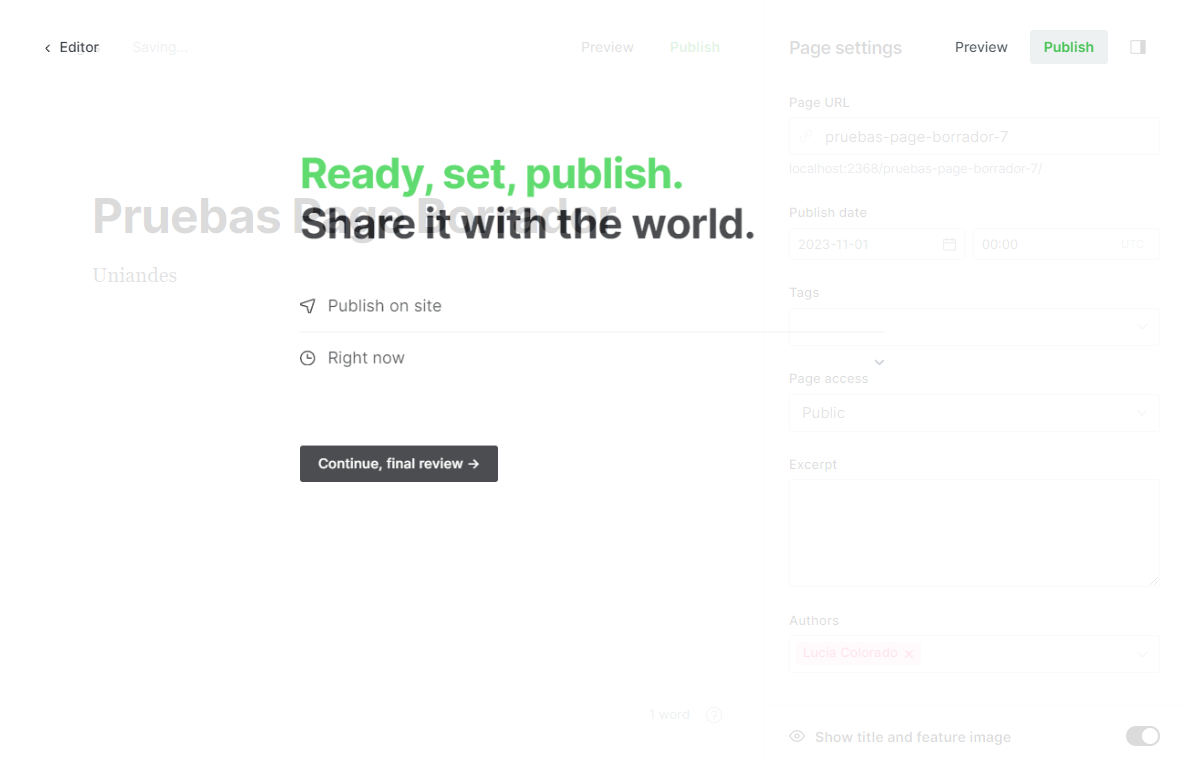 Editor
Saving...
Preview
Publish
Page settings
Preview
Publish
Page URL
pruebas-page-borrador-7
localhost:2368/pruebas-page-borrador-7/
Ready, set, publish.
Share it with the world.
Pruebas Page Borrador
Uniandes
Publish date
2023-11-01
00:00
UTC
Tags
Publish on site
Right now
Page access
Public
Continue, final review →
Excerpt
Authors
Lucía Colorado ×
1 word
?
Show title and feature image